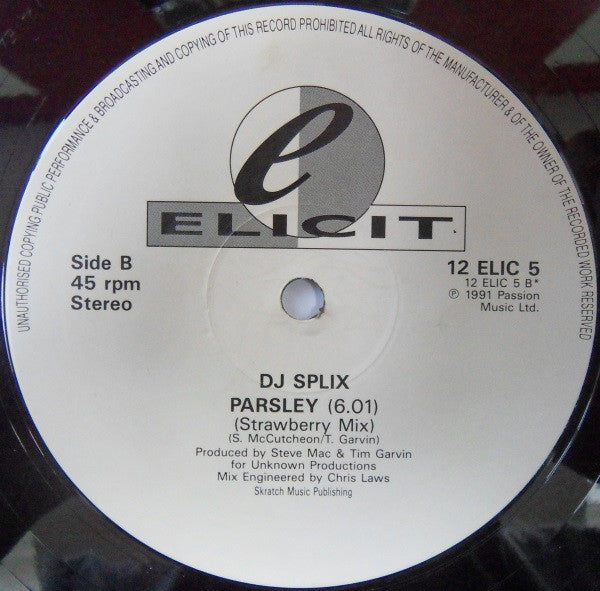 UNAUTHORISED COPYING PUBLIC PERFORMANCE & BROADCASTING AND COPYING OF THIS RECORD PROHIBITED ALL RIGHTS OF THE MANUFACTURER & OF THE OWNER OF THE RECORDED WORK RESERVED
e
ELICIT.
Side B
45 rpm
Stereo
12 ELIC 5
12 ELIC 5 B*
℗ 1991 Passion
Music Ltd.
DJ SPLIX
PARSLEY (6.01)
(Strawberry Mix)
(S. McCutcheon/T. Garvin)
Produced by Steve Mac & Tim Garvin
for Unknown Productions
Mix Engineered by Chris Laws
Skratch Music Publishing